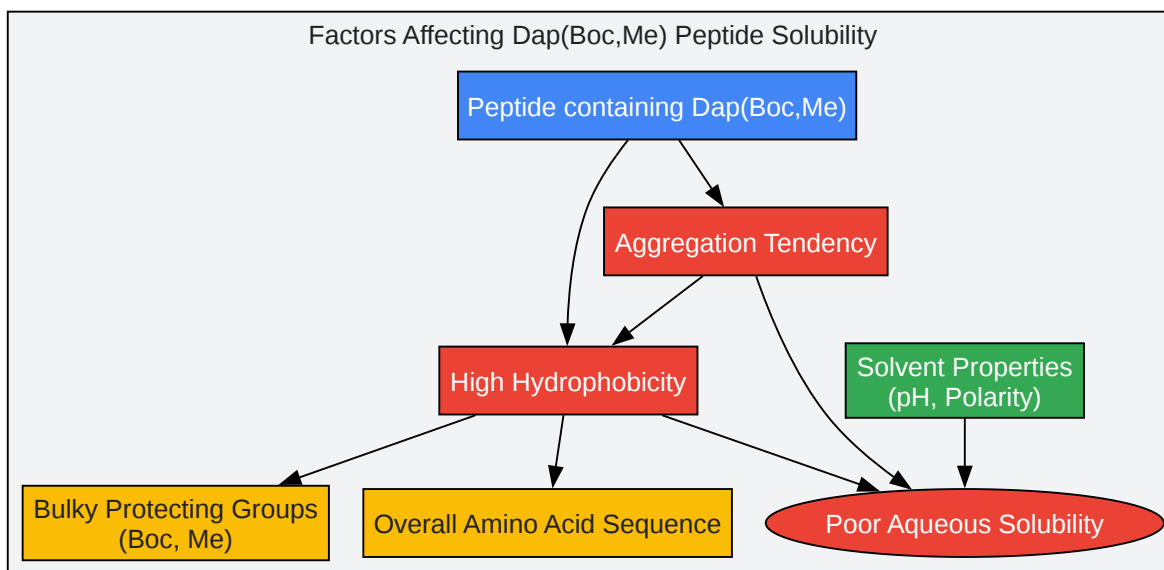 Factors Affecting Dap(Boc,Me) Peptide Solubility
Peptide containing Dap(Boc,Me)
Aggregation Tendency
High Hydrophobicity
Solvent Properties
(pH, Polarity)
Bulky Protecting Groups
(Boc, Me)
Overall Amino Acid Sequence
Poor Aqueous Solubility